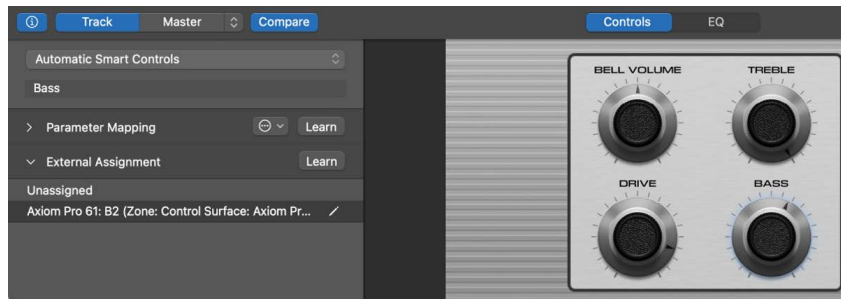 Track Master Compare Controls EQ
Automatic Smart Controls
Bass
Parameter Mapping Learn
External Assignment Learn
Unassigned
Axiom Pro 61: B2 (Zone: Control Surface: Axiom Pr...
BELL VOLUME TREBLE
DRIVE BASS